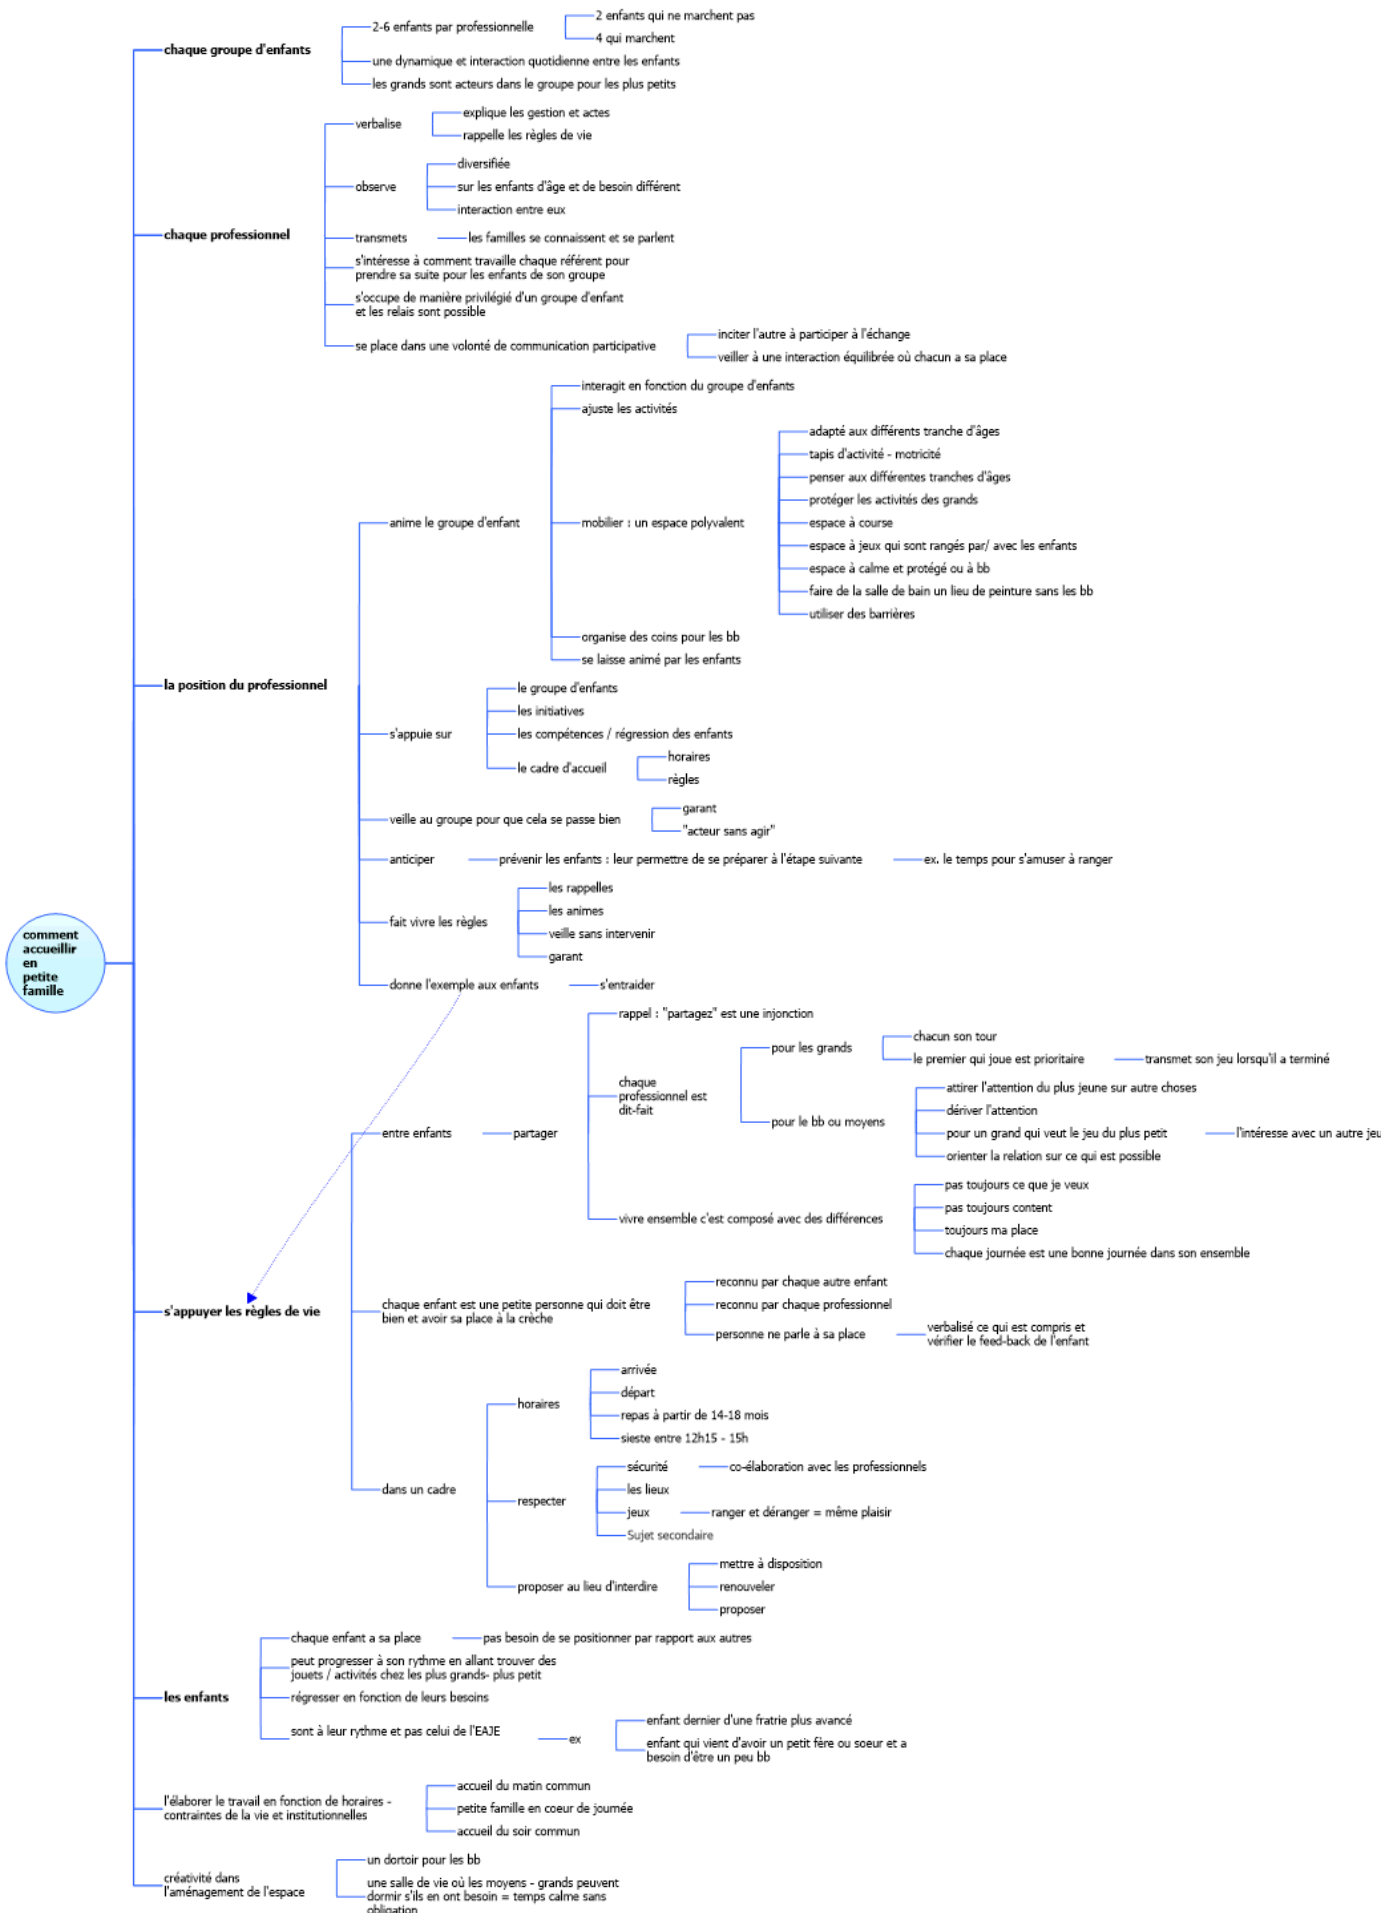 comment
accueillir
en
petite
famille
chaque groupe d'enfants
2-6 enfants par professionnelle
2 enfants qui ne marchent pas
4 qui marchent
une dynamique et interaction quotidienne entre les enfants
les grands sont acteurs dans le groupe pour les plus petits
chaque professionnel
verbalise
explique les gestion et actes
rappelle les règles de vie
observe
diversifiée
sur les enfants d'âge et de besoin différent
interaction entre eux
transmets
les familles se connaissent et se parlent
s'intéresse à comment travaille chaque référent pour
prendre sa suite pour les enfants de son groupe
s'occupe de manière privilégié d'un groupe d'enfant
et les relais sont possible
se place dans une volonté de communication participative
inciter l'autre à participer à l'échange
veiller à une interaction équilibrée où chacun a sa place
la position du professionnel
anime le groupe d'enfant
interagit en fonction du groupe d'enfants
ajuste les activités
mobilier : un espace polyvalent
adapté aux différents tranche d'âges
tapis d'activité - motricité
penser aux différentes tranches d'âges
protéger les activités des grands
espace à course
espace à jeux qui sont rangés par/ avec les enfants
espace à calme et protégé ou à bb
faire de la salle de bain un lieu de peinture sans les bb
utiliser des barrières
organise des coins pour les bb
se laisse animé par les enfants
s'appuie sur
le groupe d'enfants
les initiatives
les compétences / régression des enfants
le cadre d'accueil
horaires
règles
veille au groupe pour que cela se passe bien
garant
"acteur sans agir"
anticiper
prévenir les enfants : leur permettre de se préparer à l'étape suivante
ex. le temps pour s'amuser à ranger
fait vivre les règles
les rappelles
les animes
veille sans intervenir
garant
donne l'exemple aux enfants
s'entraider
s'appuyer les règles de vie
entre enfants
partager
rappel : "partagez" est une injonction
chaque
professionnel est
dit-fait
pour les grands
chacun son tour
le premier qui joue est prioritaire
transmet son jeu lorsqu'il a terminé
pour le bb ou moyens
attirer l'attention du plus jeune sur autre choses
dériver l'attention
pour un grand qui veut le jeu du plus petit
l'intéresse avec un autre jeu
orienter la relation sur ce qui est possible
vivre ensemble c'est composé avec des différences
pas toujours ce que je veux
pas toujours content
toujours ma place
chaque journée est une bonne journée dans son ensemble
chaque enfant est une petite personne qui doit être
bien et avoir sa place à la crèche
reconnu par chaque autre enfant
reconnu par chaque professionnel
personne ne parle à sa place
verbalisé ce qui est compris et
vérifier le feed-back de l'enfant
dans un cadre
horaires
arrivée
départ
repas à partir de 14-18 mois
sieste entre 12h15 - 15h
respecter
sécurité
co-élaboration avec les professionnels
les lieux
jeux
ranger et déranger = même plaisir
Sujet secondaire
proposer au lieu d'interdire
mettre à disposition
renouveler
proposer
les enfants
chaque enfant a sa place
pas besoin de se positionner par rapport aux autres
peut progresser à son rythme en allant trouver des
jouets / activités chez les plus grands- plus petit
régresser en fonction de leurs besoins
sont à leur rythme et pas celui de l'EAJE
ex
enfant dernier d'une fratrie plus avancé
enfant qui vient d'avoir un petit fère ou soeur et a
besoin d'être un peu bb
l'élaborer le travail en fonction de horaires -
contraintes de la vie et institutionnelles
accueil du matin commun
petite famille en coeur de journée
accueil du soir commun
créativité dans
l'aménagement de l'espace
un dortoir pour les bb
une salle de vie où les moyens - grands peuvent
dormir s'ils en ont besoin = temps calme sans
obligation